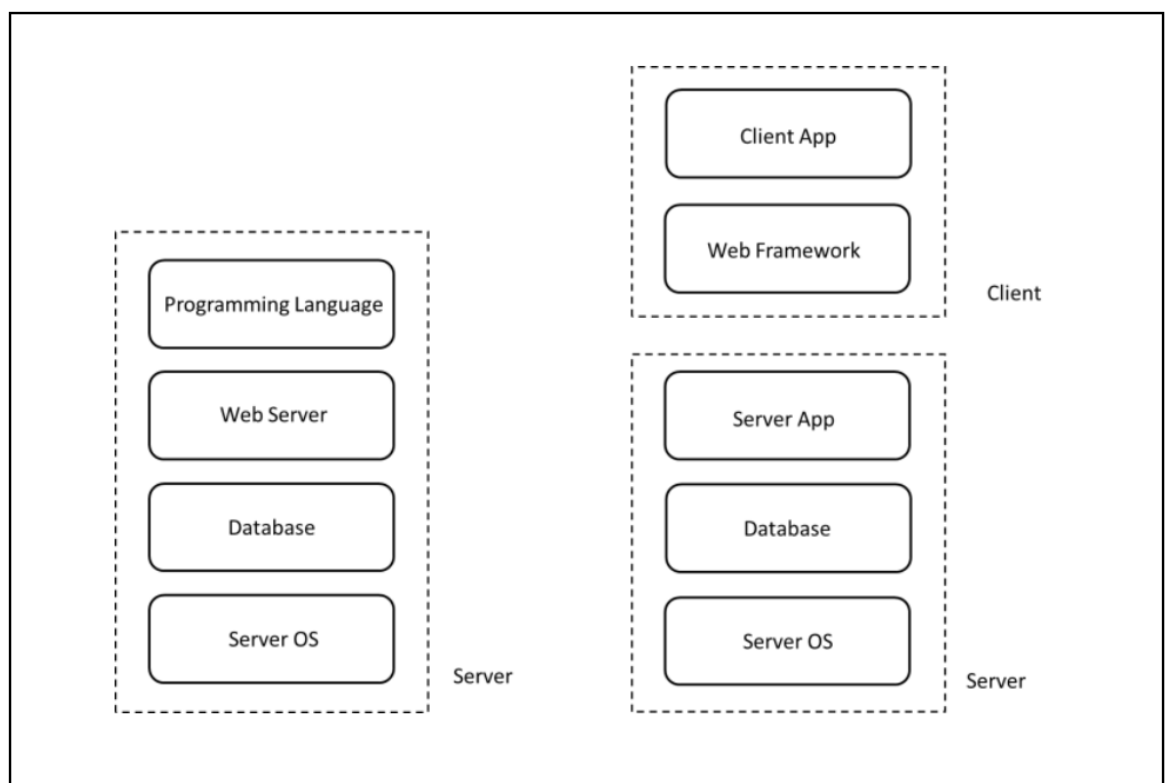 Programming Language
Web Server
Database
Server OS
Server
Client App
Web Framework
Client
Server App
Database
Server OS
Server